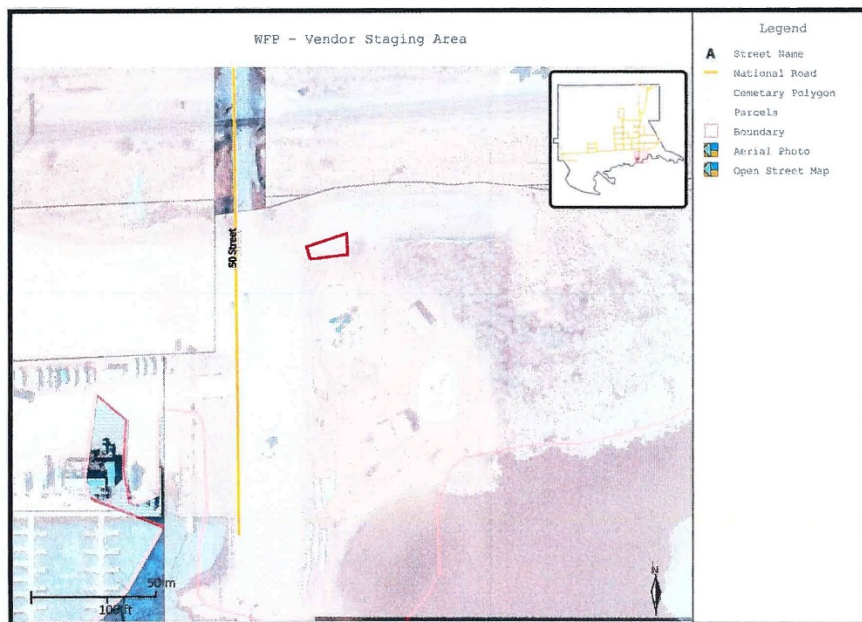 WFP - Vendor Staging Area
50 Street
50 m
100 ft
N
Legend
A Street Name
National Road
Cemetary Polygon
Parcels
Boundary
Aerial Photo
Open Street Map